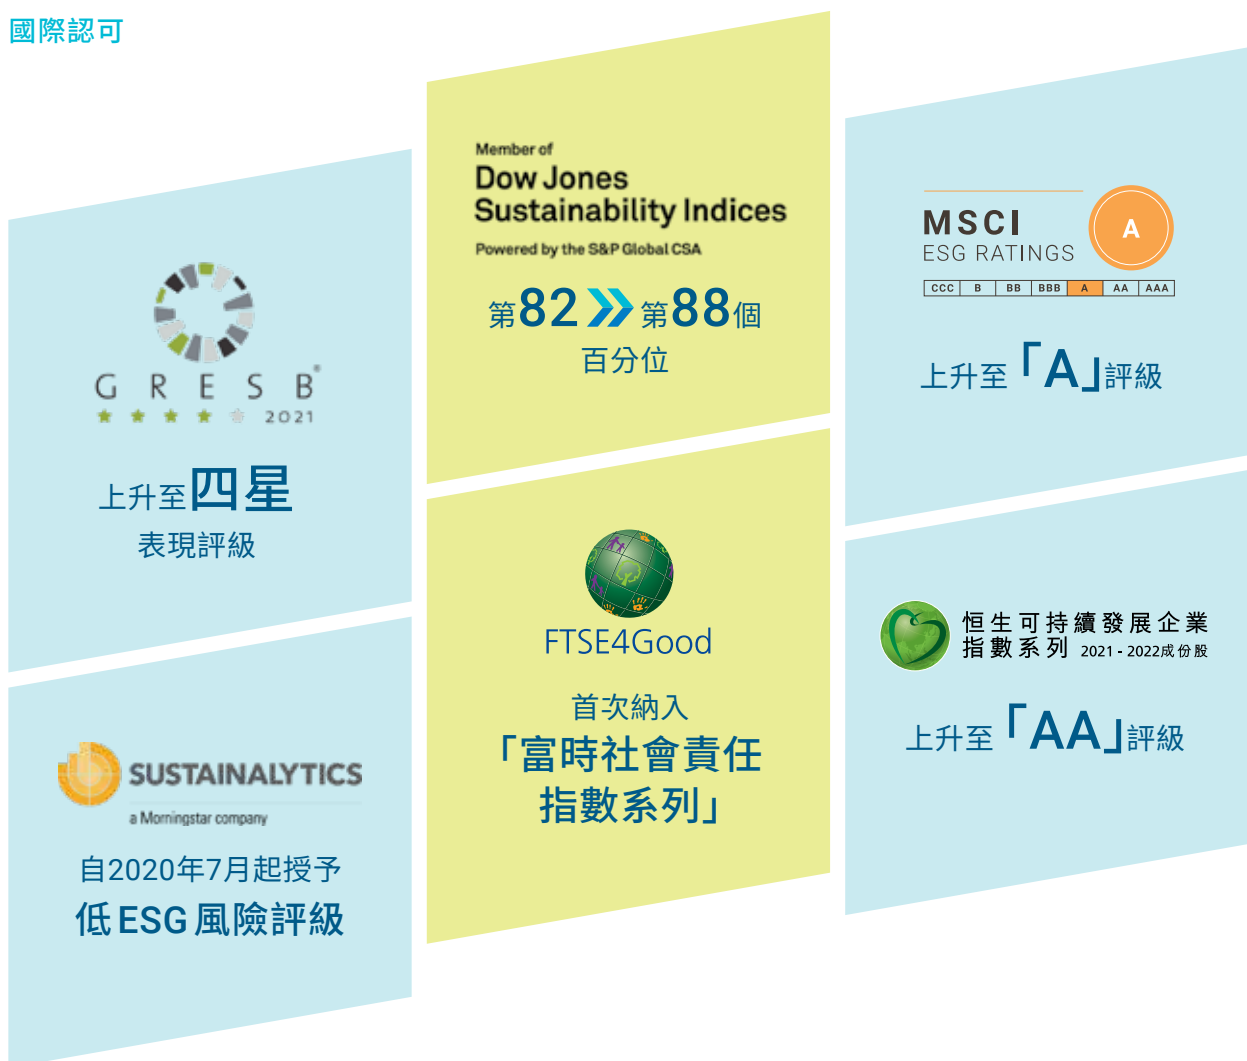 國際認可
GRESB®
2021
上升至四星
表現評級
SUSTAINALYTICS
a Morningstar company
自2020年7月起授予
低ESG風險評級
Member of
Dow Jones
Sustainability Indices
Powered by the S&P Global CSA
第82 第88個
百分位
FTSE4Good
首次納入
「富時社會責任
指數系列」
MSCI
ESG RATINGS
A
CCC B BB BBB A AA AAA
上升至「A」評級
恒生可持續發展企業
指數系列 2021 - 2022成份股
上升至「AA」評級